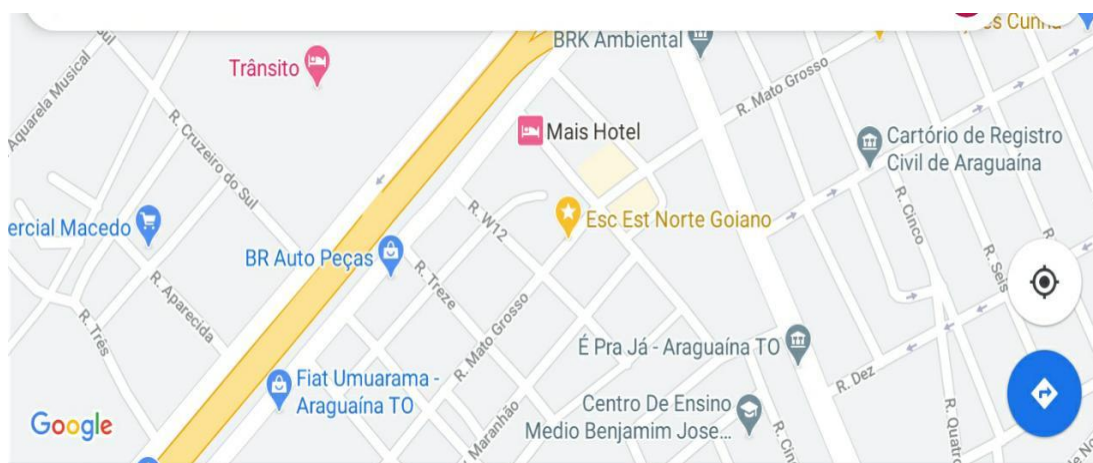 BRK Ambiental
Trânsito
R. Mato Grosso
Aquarela Musical
R. Cruzeiro do Sul
Mais Hotel
Cartório de Registro
Civil de Araguaína
Esc Est Norte Goiano
R. W12
R. Cinco
ercial Macedo
BR Auto Peças
R. Treze
R. Seis
R. Aparecida
R. Três
R. Mato Grosso
É Pra Já - Araguaína TO
R. Dez
Fiat Umuarama -
Araguaína TO
Centro De Ensino
Medio Benjamim Jose...
Maranhão
R. Quatro
Google